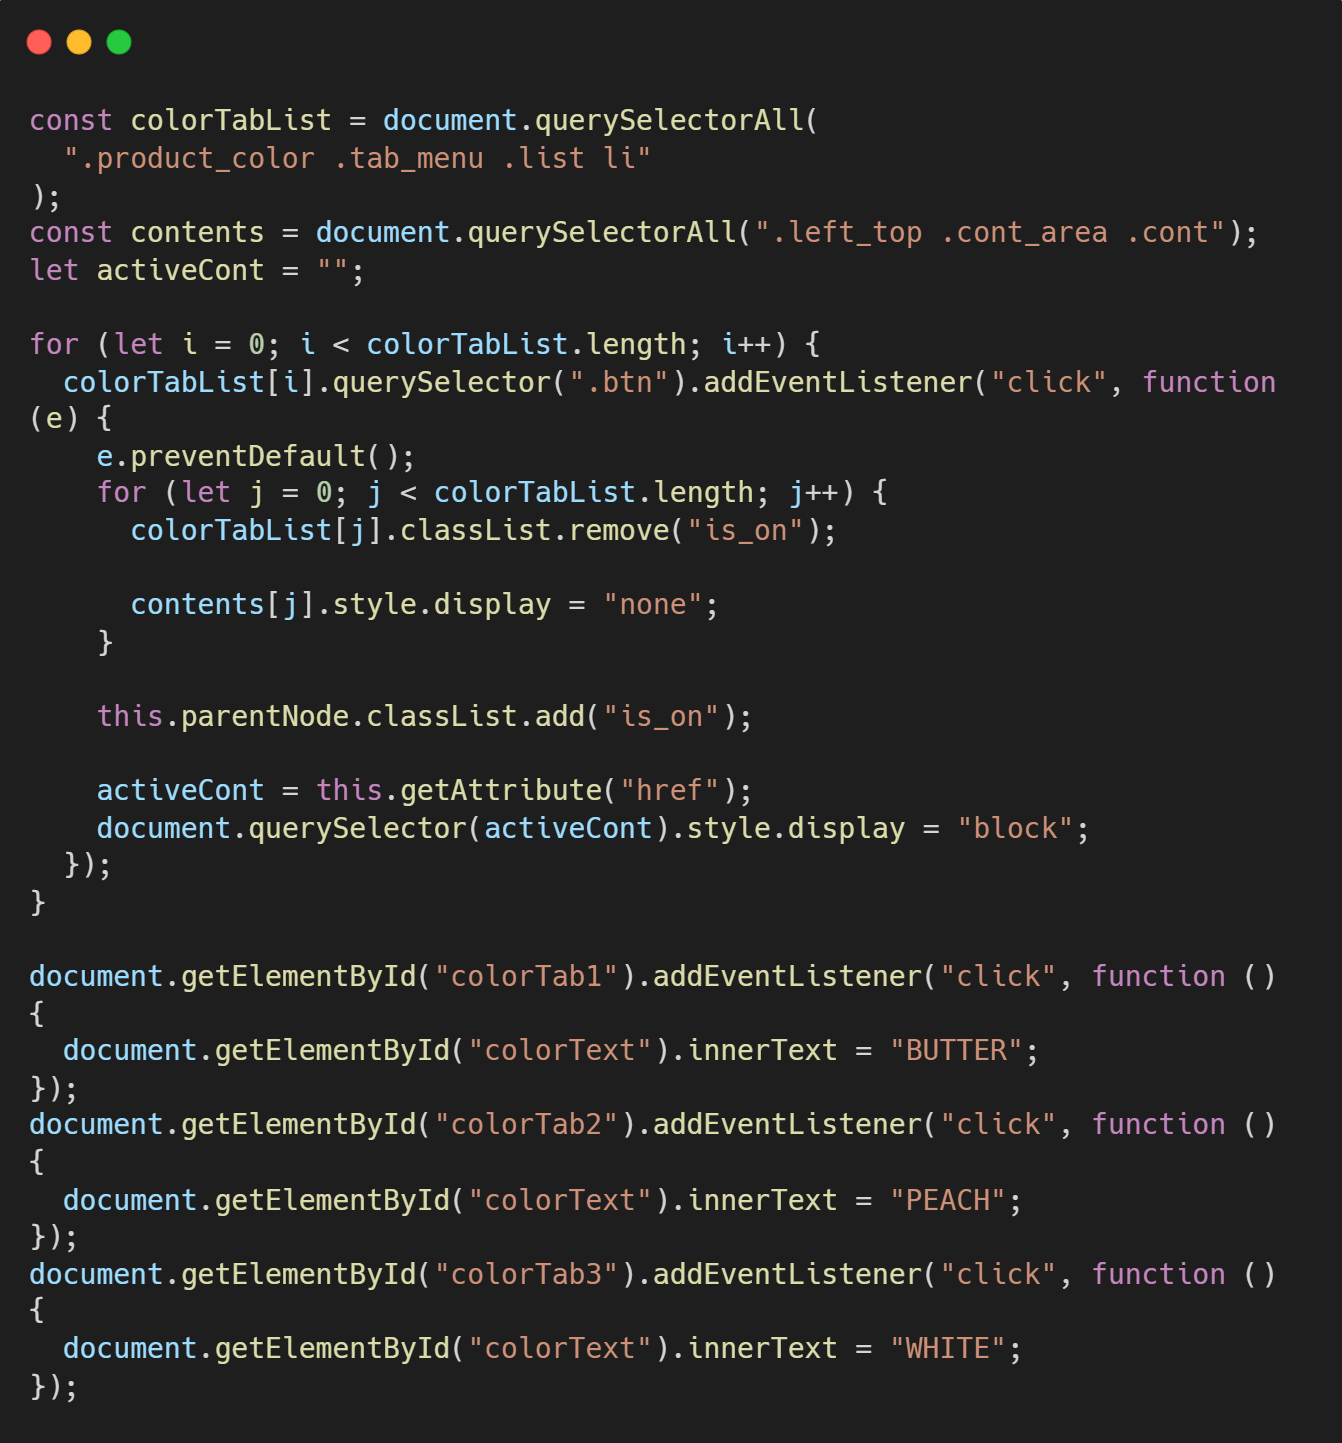 const colorTabList = document.querySelectorAll(
  ".product_color .tab_menu .list li"
);
const contents = document.querySelectorAll(".left_top .cont_area .cont");
let activeCont = "";

for (let i = 0; i < colorTabList.length; i++) {
  colorTabList[i].querySelector(".btn").addEventListener("click", function
(e) {
    e.preventDefault();
    for (let j = 0; j < colorTabList.length; j++) {
      colorTabList[j].classList.remove("is_on");

      contents[j].style.display = "none";
    }

    this.parentNode.classList.add("is_on");

    activeCont = this.getAttribute("href");
    document.querySelector(activeCont).style.display = "block";
  });
}

document.getElementById("colorTab1").addEventListener("click", function ()
{
  document.getElementById("colorText").innerText = "BUTTER";
});
document.getElementById("colorTab2").addEventListener("click", function ()
{
  document.getElementById("colorText").innerText = "PEACH";
});
document.getElementById("colorTab3").addEventListener("click", function ()
{
  document.getElementById("colorText").innerText = "WHITE";
});